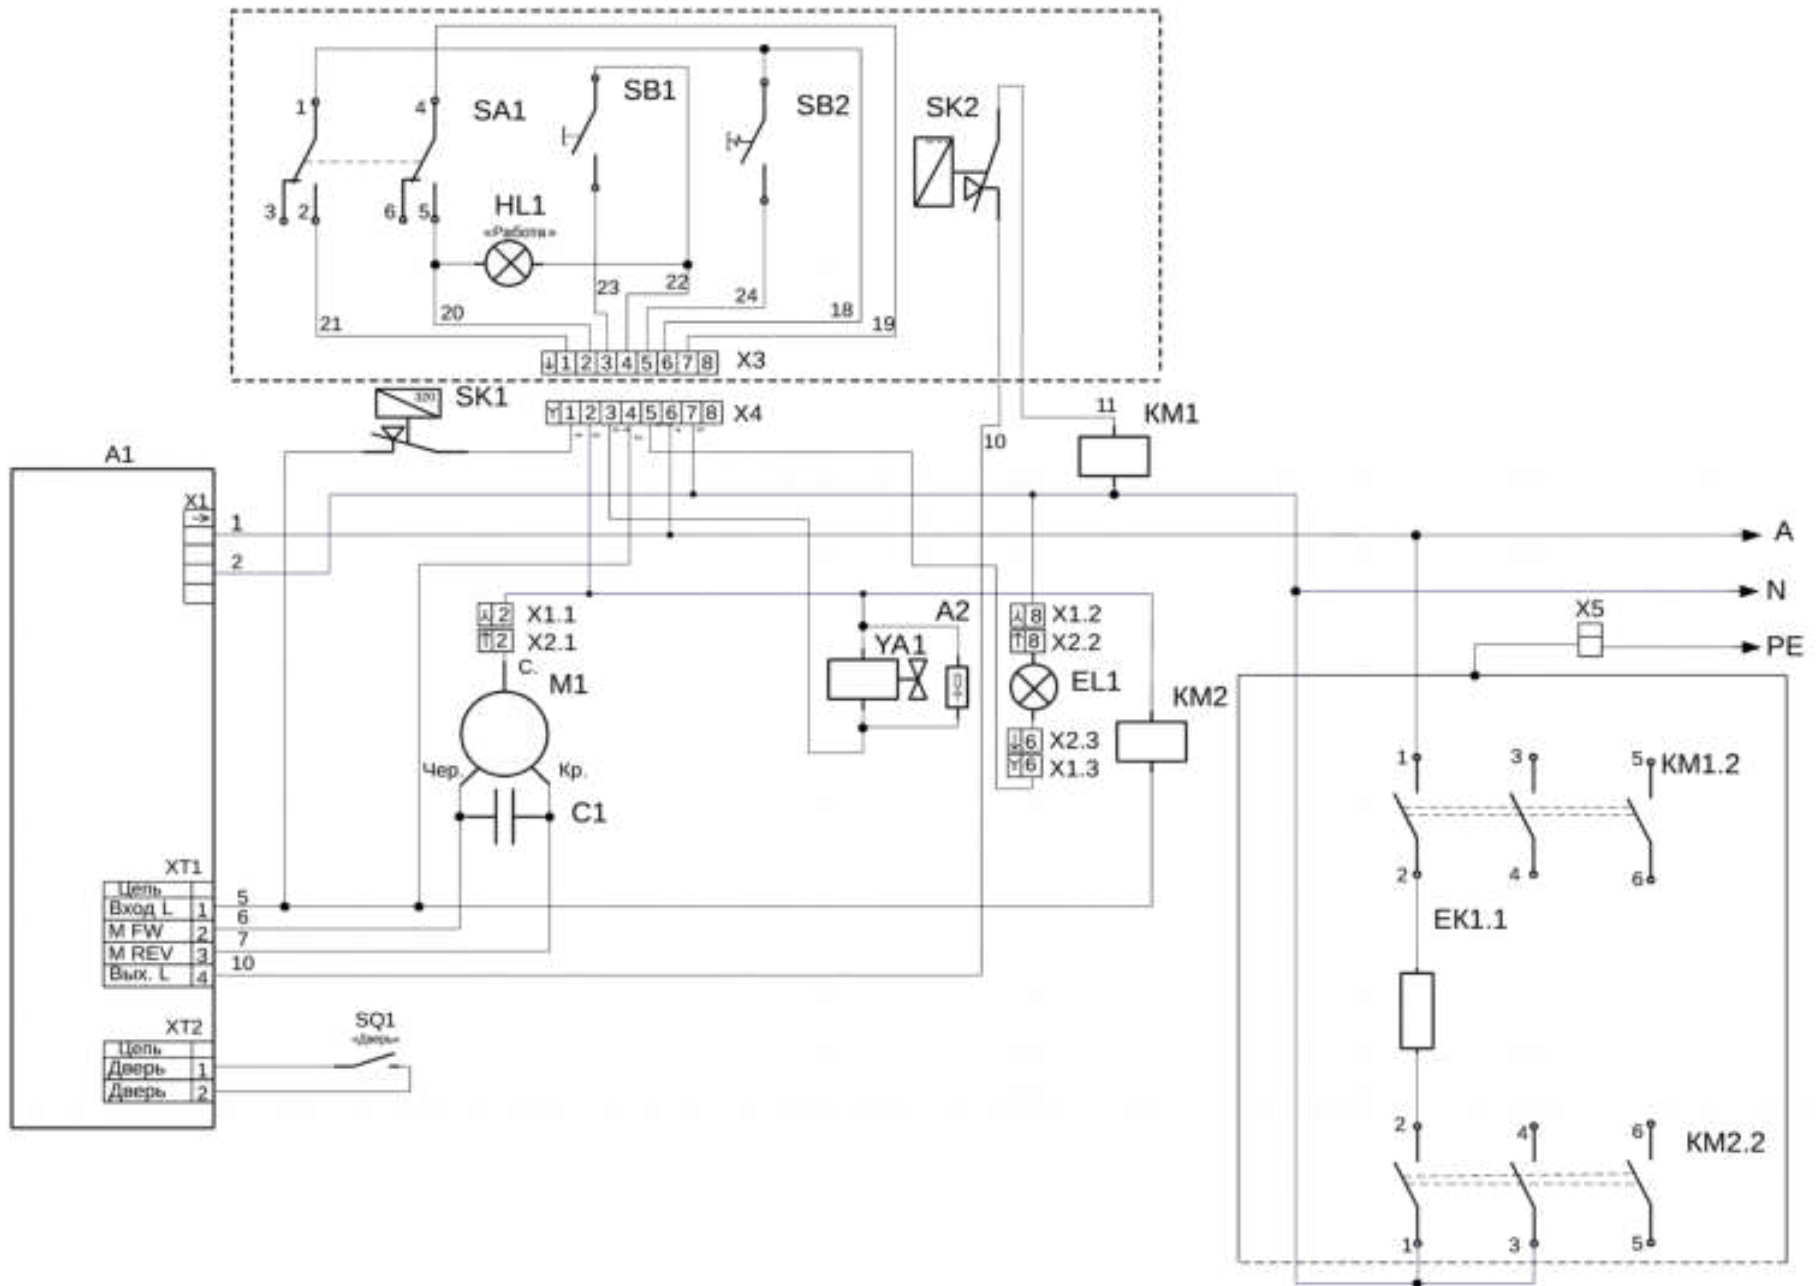 SB1
SB2
SK2
1
4
SA1
3
2
6
5
HL1
«Работа»
23
22
24
18
21
20
19
1 2 3 4 5 6 7 8 X3
320
SK1
1 2 3 4 5 6 7 8 X4
11
KM1
10
A1
X1
1
2
A
N
X5
PE
2 X1.1
2 X2.1
С.
M1
A2
YA1
8 X1.2
8 X2.2
EL1
KM2
6 X2.3
6 X1.3
Чер.
Кр.
C1
1
3
5
KM1.2
2
4
6
EK1.1
XT1
Цепь
Вход L 1
5
M FW 2
6
M REV 3
7
Вых. L 4
10
XT2
Цепь
Дверь 1
Дверь 2
SQ1
«Дверь»
2
4
6
KM2.2
1
3
5